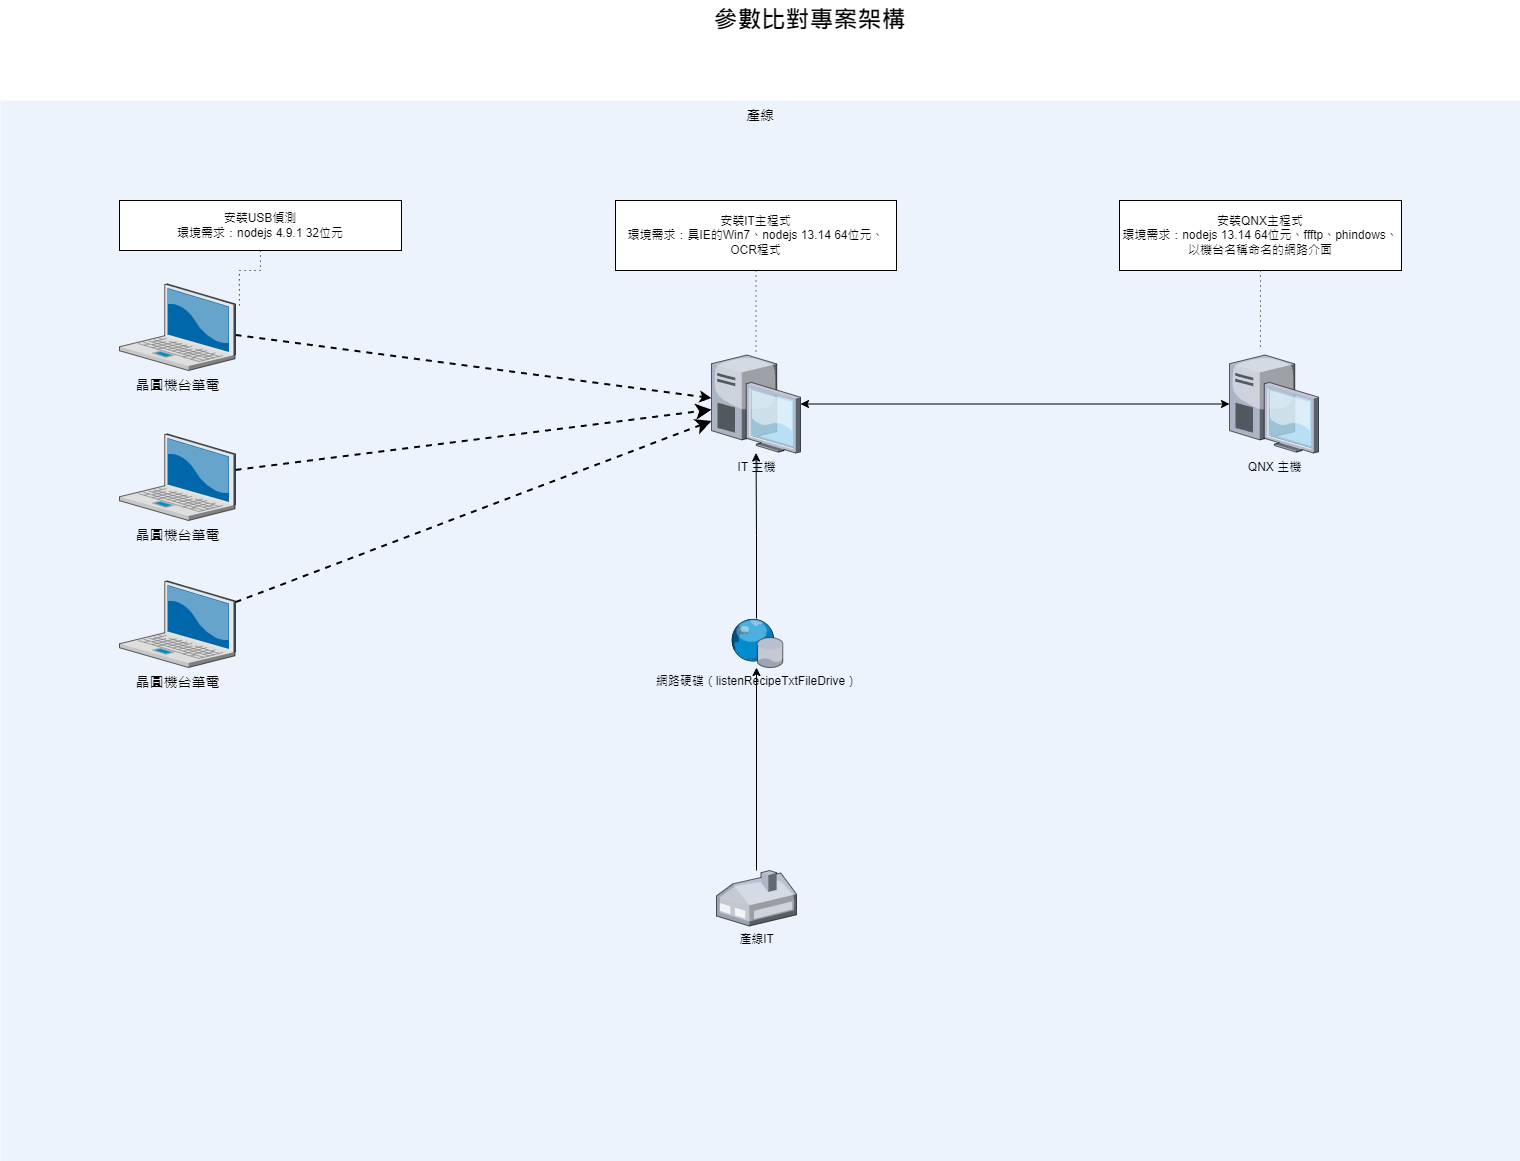 參數比對專案架構
產線
安裝USB偵測
環境需求：nodejs 4.9.1 32位元
安裝IT主程式
環境需求：具IE的Win7、nodejs 13.14 64位元、
OCR程式
安裝QNX主程式
環境需求：nodejs 13.14 64位元、ffftp、phindows、
以機台名稱命名的網路介面
晶圓機台筆電
IT 主機
QNX 主機
晶圓機台筆電
晶圓機台筆電
網路硬碟（listenRecipeTxtFileDrive）
產線IT